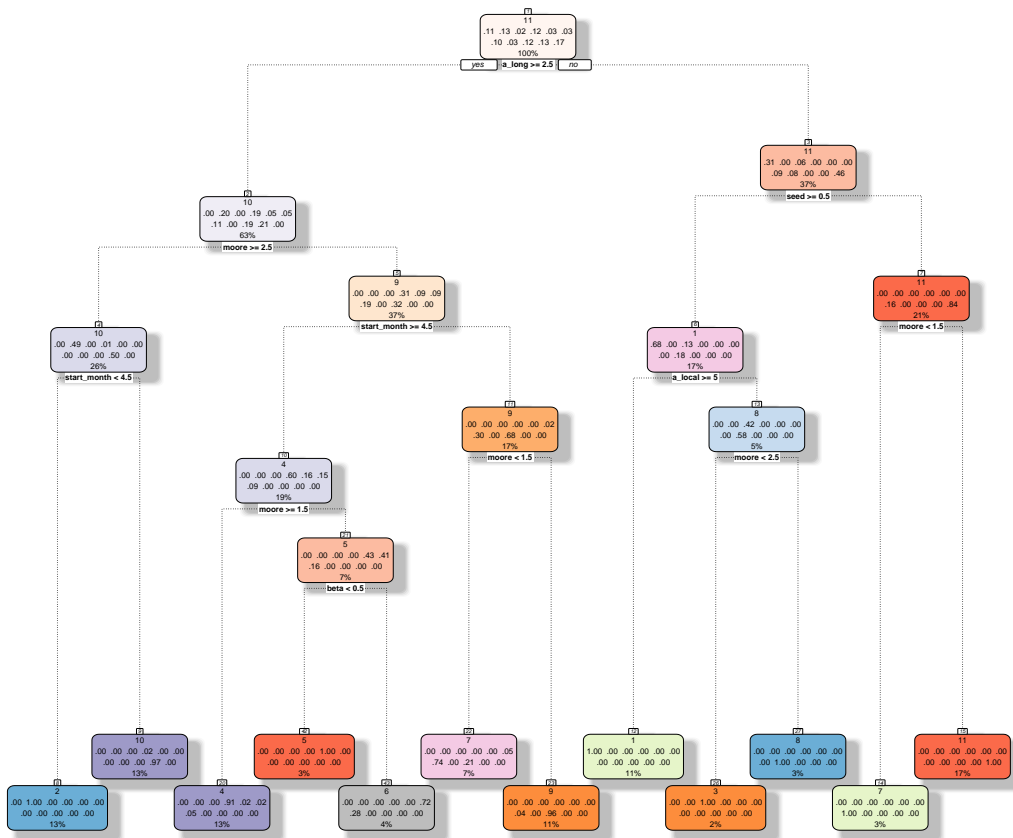 1
11
.11 .13 .02 .12 .03 .03
.10 .03 .12 .13 .17
100%
yes a_long >= 2.5 no
3
11
.31 .00 .06 .00 .00 .00
.09 .08 .00 .00 .46
37%
seed >= 0.5
2
10
.00 .20 .00 .19 .05 .05
.11 .00 .19 .21 .00
63%
moore >= 2.5
5
9
.00 .00 .00 .31 .09 .09
.19 .00 .32 .00 .00
37%
start_month >= 4.5
7
11
.00 .00 .00 .00 .00 .00
.16 .00 .00 .00 .84
21%
moore < 1.5
4
10
.00 .49 .00 .01 .00 .00
.00 .00 .00 .50 .00
26%
start_month < 4.5
6
1
.68 .00 .13 .00 .00 .00
.00 .18 .00 .00 .00
17%
a_local >= 5
11
9
.00 .00 .00 .00 .00 .02
.30 .00 .68 .00 .00
17%
moore < 1.5
13
8
.00 .00 .42 .00 .00 .00
.00 .58 .00 .00 .00
5%
moore < 2.5
10
4
.00 .00 .00 .60 .16 .15
.09 .00 .00 .00 .00
19%
moore >= 1.5
21
5
.00 .00 .00 .00 .43 .41
.16 .00 .00 .00 .00
7%
beta < 0.5
9
10
.00 .00 .00 .02 .00 .00
.00 .00 .00 .97 .00
13%
42
5
.00 .00 .00 .00 1.00 .00
.00 .00 .00 .00 .00
3%
22
7
.00 .00 .00 .00 .00 .05
.74 .00 .21 .00 .00
7%
12
1
1.00 .00 .00 .00 .00 .00
.00 .00 .00 .00 .00
11%
27
8
.00 .00 .00 .00 .00 .00
.00 1.00 .00 .00 .00
3%
15
11
.00 .00 .00 .00 .00 .00
.00 .00 .00 .00 1.00
17%
8
2
.00 1.00 .00 .00 .00 .00
.00 .00 .00 .00 .00
13%
20
4
.00 .00 .00 .91 .02 .02
.05 .00 .00 .00 .00
13%
43
6
.00 .00 .00 .00 .00 .72
.28 .00 .00 .00 .00
4%
23
9
.00 .00 .00 .00 .00 .00
.04 .00 .96 .00 .00
11%
26
3
.00 .00 1.00 .00 .00 .00
.00 .00 .00 .00 .00
2%
14
7
.00 .00 .00 .00 .00 .00
1.00 .00 .00 .00 .00
3%